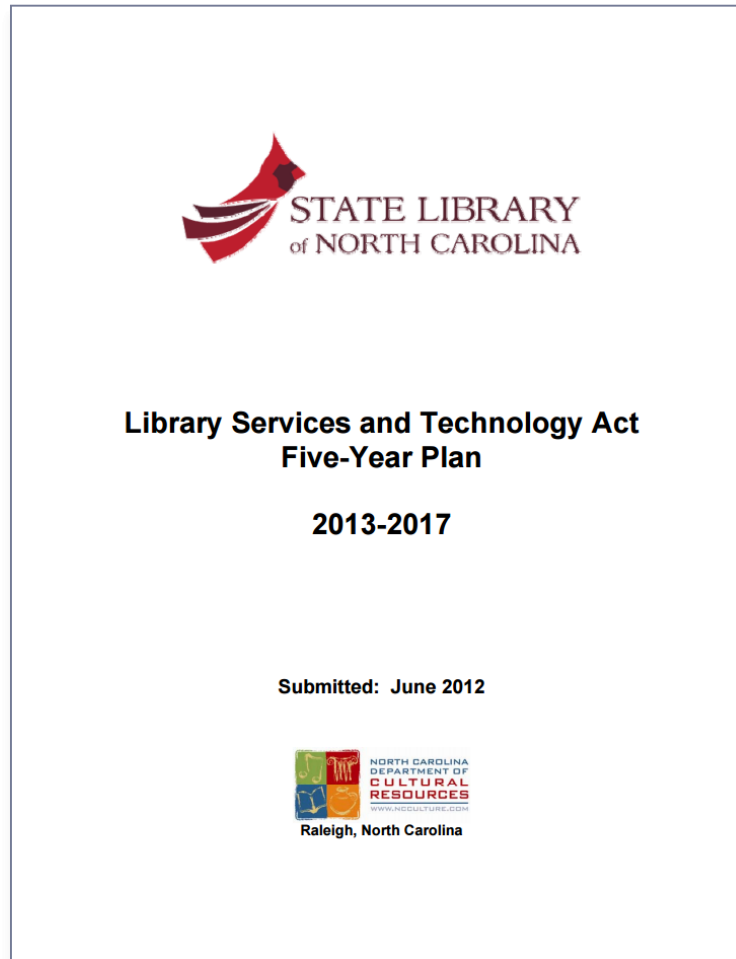 STATE LIBRARY
of NORTH CAROLINA
Library Services and Technology Act
Five-Year Plan
2013-2017
Submitted: June 2012
NORTH CAROLINA
DEPARTMENT OF
CULTURAL
RESOURCES
WWW.NCCULTURE.COM
Raleigh, North Carolina